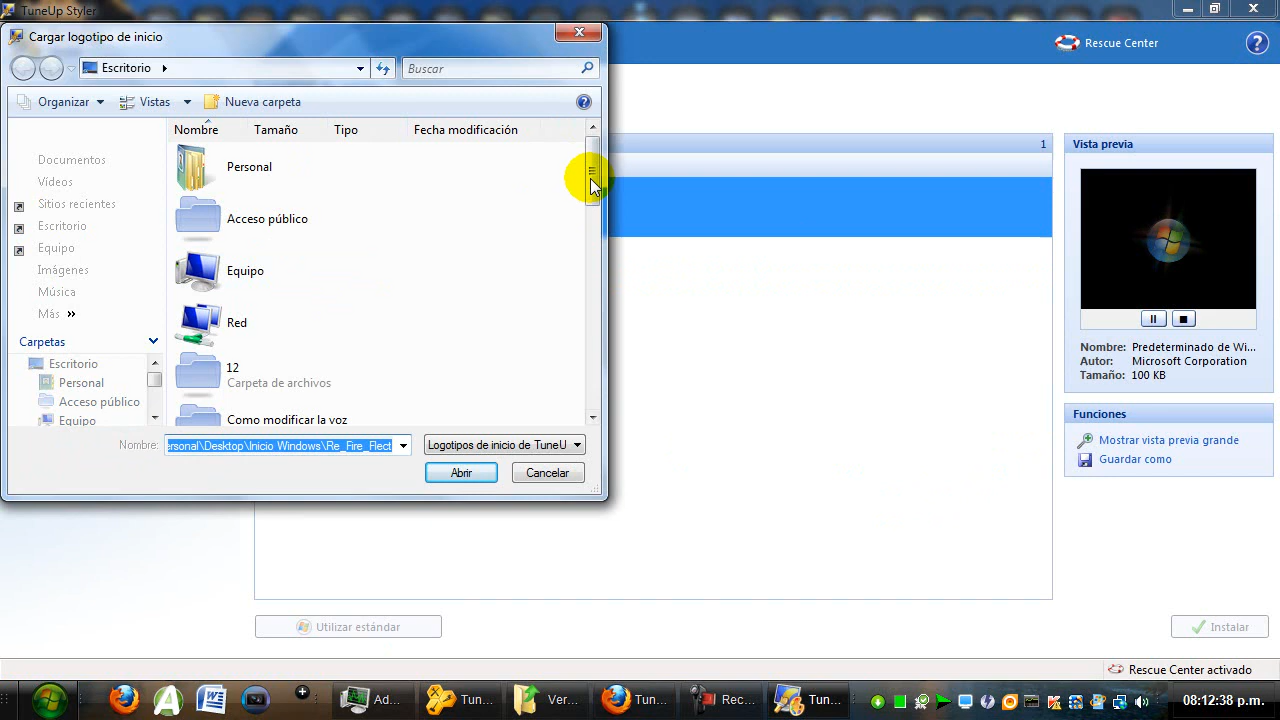 TuneUp Styler
Cargar logotipo de inicio
Rescue Center
Escritorio
Buscar
Organizar
Vistas
Nueva carpeta
Nombre
Tamaño
Tipo
Fecha modificación
Documentos
Vídeos
Sitios recientes
Escritorio
Equipo
Imágenes
Música
Más »
Carpetas
Escritorio
Personal
Acceso público
Equipo
Personal
Acceso público
Equipo
Red
12
Carpeta de archivos
Como modificar la voz
Nombre:
ersonal\Desktop\Inicio Windows\Re_Fire_Flect
Logotipos de inicio de TuneU
Abrir
Cancelar
1
Vista previa
Nombre: Predeterminado de Wi...
Autor: Microsoft Corporation
Tamaño: 100 KB
Funciones
Mostrar vista previa grande
Guardar como
Utilizar estándar
Instalar
Rescue Center activado
Ad...
Tun...
Ver...
Tun...
Rec...
Tun...
08:12:38 p.m.